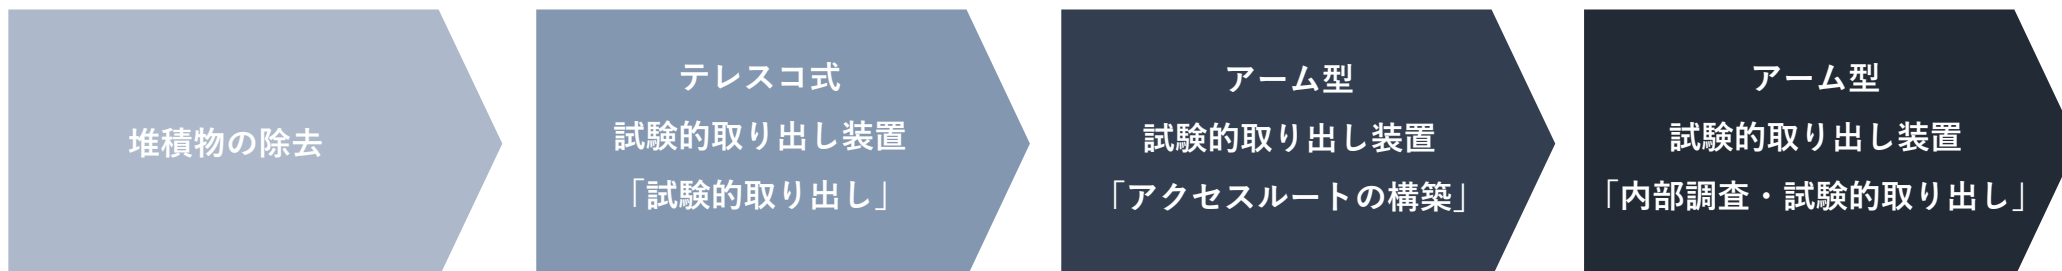 堆積物の除去
テレスコ式
試験的取り出し装置
「試験的取り出し」
アーム型
試験的取り出し装置
「アクセスルートの構築」
アーム型
試験的取り出し装置
「内部調査・試験的取り出し」